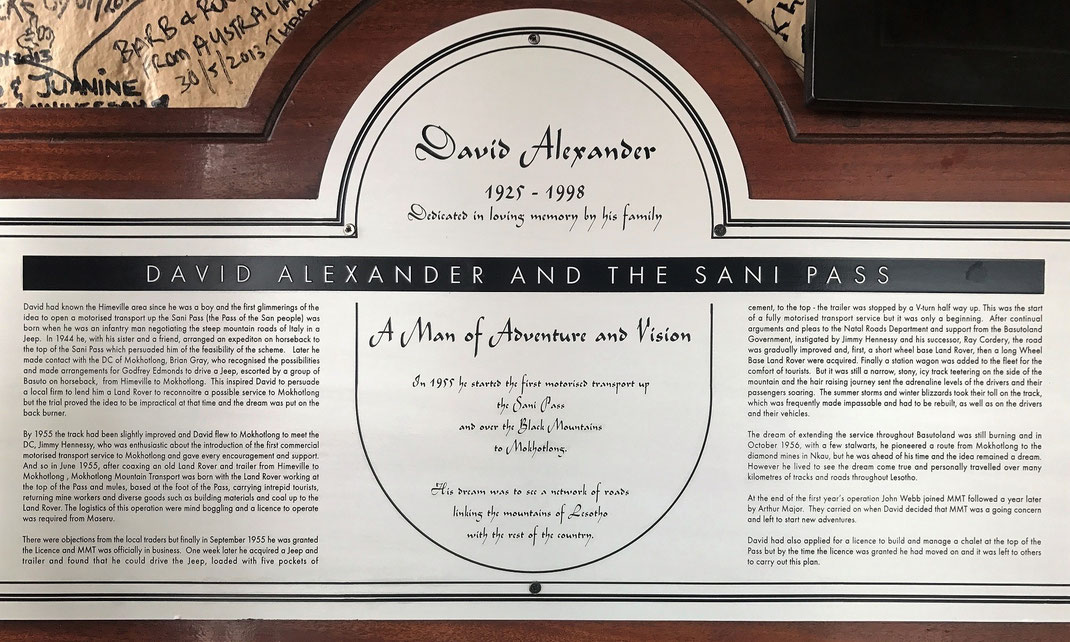 BARB & 
FROM AUSTRALIA
30/5/2013
& JUANINE
David Alexander
1925 - 1998
Dedicated in loving memory by his family
DAVID ALEXANDER AND THE SANI PASS
David had known the Himeville area since he was a boy and the first glimmerings of the
idea to open a motorised transport up the Sani Pass (the Pass of the San people) was
born when he was an infantry man negotiating the steep mountain roads of Italy in a
Jeep. In 1944 he, with his sister and a friend, arranged an expediton on horseback to
the top of the Sani Pass which persuaded him of the feasibility of the scheme. Later he
made contact with the DC of Mokhotlong, Brian Gray, who recognised the possibilities
and made arrangements for Godfrey Edmonds to drive a Jeep, escorted by a group of
Basuto on horseback, from Himeville to Mokhotlong. This inspired David to persuade
a local firm to lend him a Land Rover to reconnoitre a possible service to Mokhotlong
but the trial proved the idea to be impractical at that time and the dream was put on the
back burner.
By 1955 the track had been slightly improved and David flew to Mokhotlong to meet the
DC, Jimmy Hennessy, who was enthusiastic about the introduction of the first commercial
motorised transport service to Mokhotlong and gave every encouragement and support.
And so in June 1955, after coaxing an old Land Rover and trailer from Himeville to
Mokhotlong , Mokhotlong Mountain Transport was born with the Land Rover working at
the top of the Pass and mules, based at the foot of the Pass, carrying intrepid tourists,
returning mine workers and diverse goods such as building materials and coal up to the
Land Rover. The logistics of this operation were mind boggling and a licence to operate
was required from Maseru.
There were objections from the local traders but finally in September 1955 he was granted
the Licence and MMT was officially in business. One week later he acquired a Jeep and
trailer and found that he could drive the Jeep, loaded with five pockets of
A Man of Adventure and Vision
In 1955 he started the first motorised transport up
the Sani Pass
and over the Black Mountains
to Mokhotlong.
His dream was to see a network of roads
linking the mountains of Lesotho
with the rest of the country.
cement, to the top - the trailer was stopped by a V-turn half way up. This was the start
of a fully motorised transport service but it was only a beginning. After continual
arguments and pleas to the Natal Roads Department and support from the Basutoland
Government, instigated by Jimmy Hennessy and his successor, Ray Cordery, the road
was gradually improved and, first, a short wheel base Land Rover, then a long Wheel
Base Land Rover were acquired. Finally a station wagon was added to the fleet for the
comfort of tourists. But it was still a narrow, stony, icy track teetering on the side of the
mountain and the hair raising journey sent the adrenaline levels of the drivers and their
passengers soaring. The summer storms and winter blizzards took their toll on the track,
which was frequently made impassable and had to be rebuilt, as well as on the drivers
and their vehicles.
The dream of extending the service throughout Basutoland was still burning and in
October 1956, with a few stalwarts, he pioneered a route from Mokhotlong to the
diamond mines in Nkau, but he was ahead of his time and the idea remained a dream.
However he lived to see the dream come true and personally travelled over many
kilometres of tracks and roads throughout Lesotho.
At the end of the first year's operation John Webb joined MMT followed a year later
by Arthur Major. They carried on when David decided that MMT was a going concern
and left to start new adventures.
David had also applied for a licence to build and manage a chalet at the top of the
Pass but by the time the licence was granted he had moved on and it was left to others
to carry out this plan.